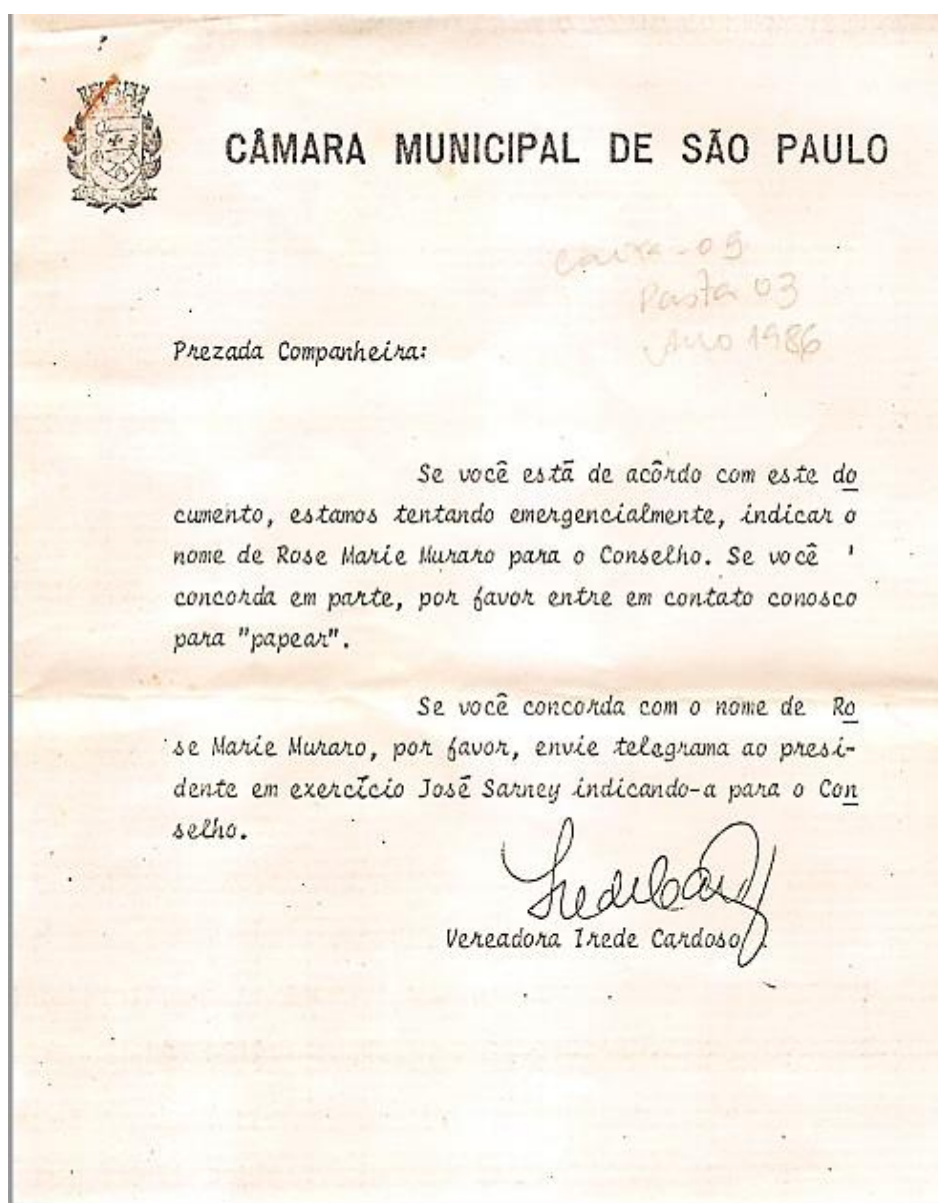 CÂMARA MUNICIPAL DE SÃO PAULO
Caixa-09
Pasta 03
Ano 1986
Prezada Companheira:
Se você está de acôrdo com este do
cumento, estamos tentando emergencialmente, indicar o
nome de Rose Marie Muraro para o Conselho. Se você '
concorda em parte, por favor entre em contato conosco
para "papear".
Se você concorda com o nome de Ro
se Marie Muraro, por favor, envie telegrama ao presi-
dente em exercício José Sarney indicando-a para o Con
selho.
Vereadora Irede Cardoso